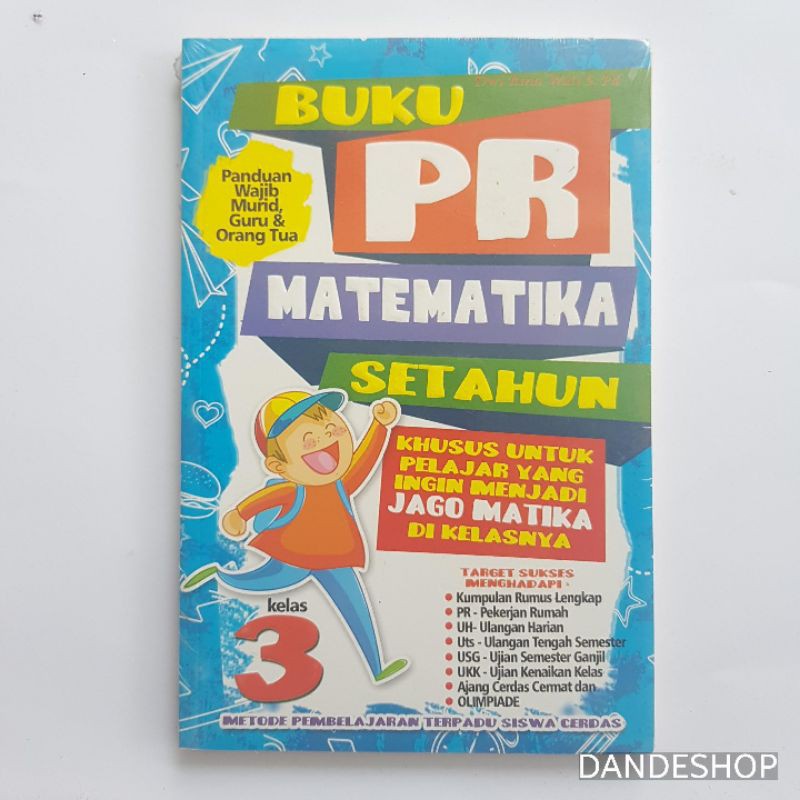 BUKU
PR
MATEMATIKA
SETAHUN
Panduan
Wajib
Murid,
Guru &
Orang Tua
KHUSUS UNTUK
PELAJAR YANG
INGIN MENJADI
JAGO MATIKA
DI KELASNYA
TARGET SUKSES
MENGHADAPI :
• Kumpulan Rumus Lengkap
• PR - Pekerjan Rumah
• UH- Ulangan Harian
• Uts - Ulangan Tengah Semester
• USG - Ujian Semester Ganjil
• UKK - Ujian Kenaikan Kelas
• Ajang Cerdas Cermat dan
• OLIMPIADE
kelas
3
METODE PEMBELAJARAN TERPADU SISWA CERDAS
DANDESHOP